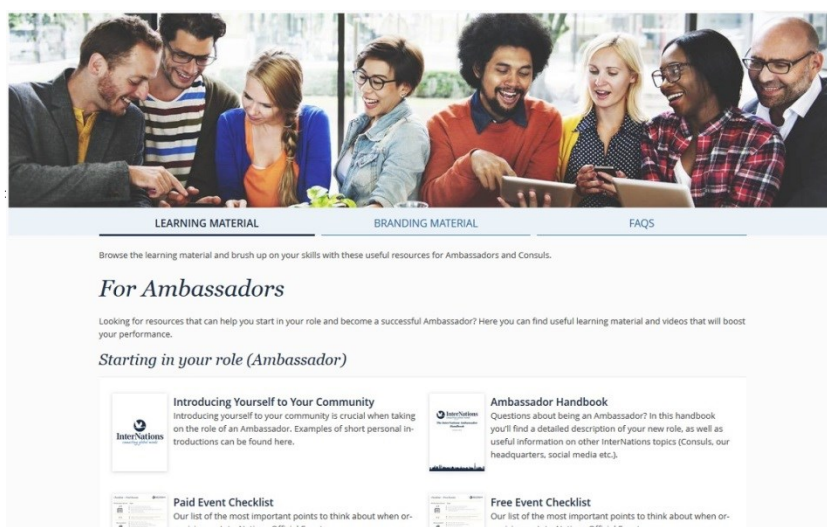 LEARNING MATERIAL
BRANDING MATERIAL
FAQS
Browse the learning material and brush up on your skills with these useful resources for Ambassadors and Consuls.
For Ambassadors
Looking for resources that can help you start in your role and become a successful Ambassador? Here you can find useful learning material and videos that will boost
your performance.
Starting in your role (Ambassador)
InterNations
Introducing Yourself to Your Community
Introducing yourself to your community is crucial when taking
on the role of an Ambassador. Examples of short personal in-
troductions can be found here.
InterNations
Ambassador Handbook
Questions about being an Ambassador? In this handbook
you'll find a detailed description of your new role, as well as
useful information on other InterNations topics (Consuls, our
headquarters, social media etc.).
Paid Event Checklist
Our list of the most important points to think about when or-
Free Event Checklist
Our list of the most important points to think about when or-